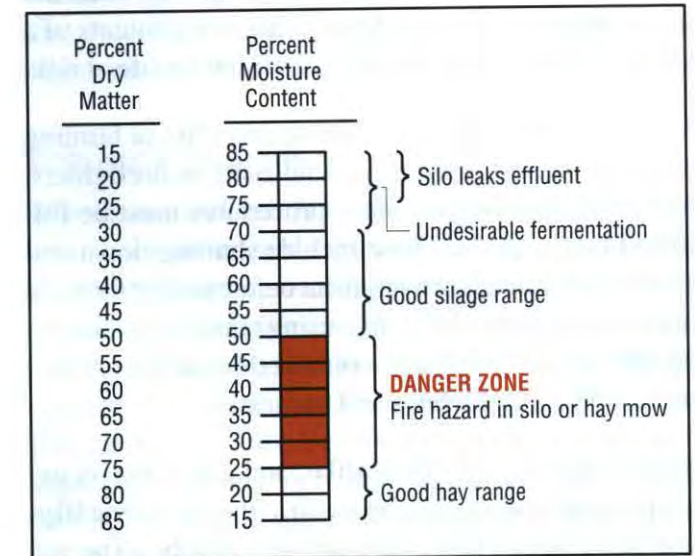 Percent Dry Matter
Percent Moisture Content
15 85
20 80
25 75
30 70
35 65
40 60
45 55
50 50
55 45
60 40
65 35
70 30
75 25
80 20
85 15
Silo leaks effluent
Undesirable fermentation
Good silage range
DANGER ZONE
Fire hazard in silo or hay mow
Good hay range